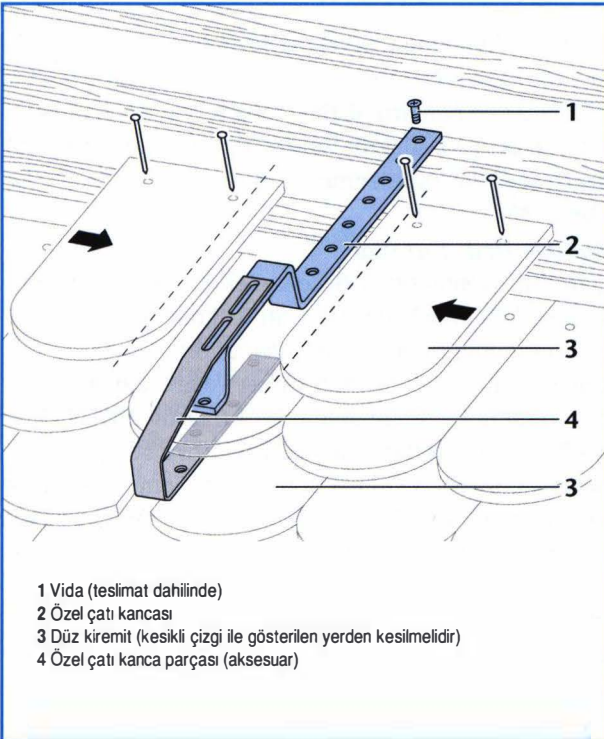 1
2
3
4
3
1 Vida (teslimat dahilinde)
2 Özel çatı kancası
3 Düz kiremit (kesikli çizgi ile gösterilen yerden kesilmelidir)
4 Özel çatı kanca parçası (aksesuar)